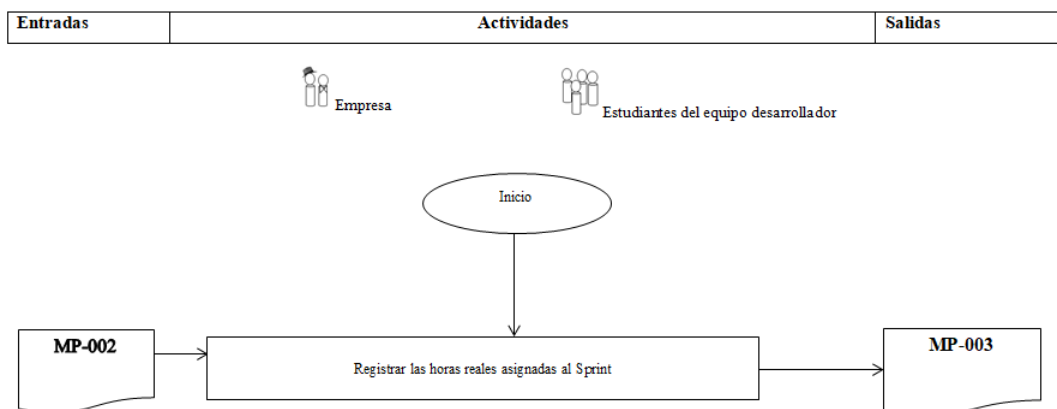 Entradas
Actividades
Salidas
Empresa
Estudiantes del equipo desarrollador
Inicio
MP-002
Registrar las horas reales asignadas al Sprint
MP-003